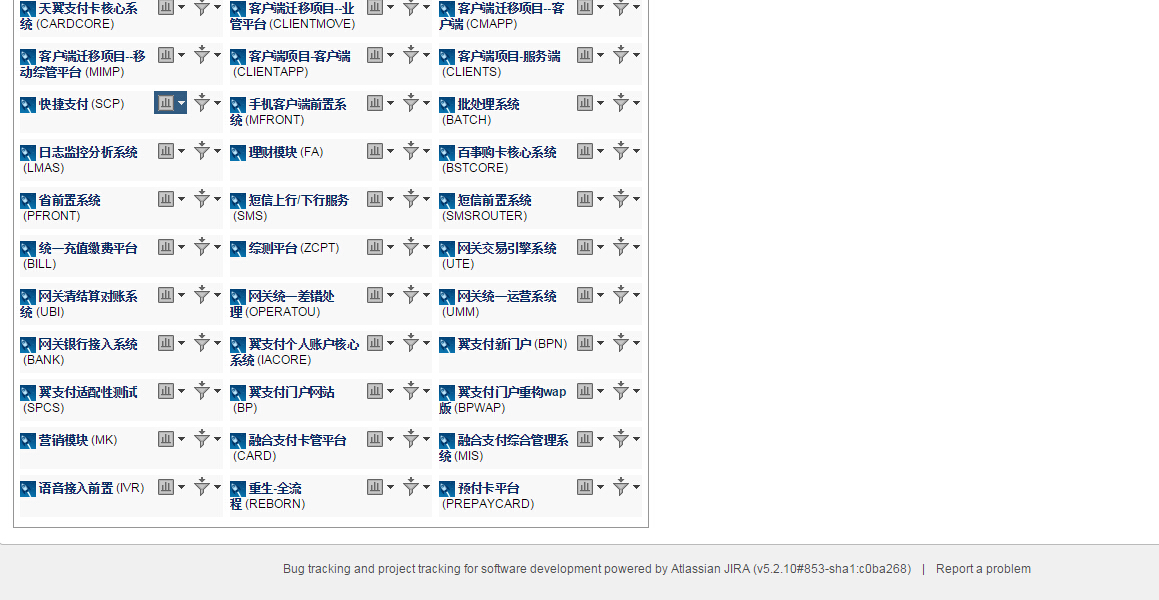 天翼支付卡核心系
统 (CARDCORE)
客户端迁移项目--业
管平台 (CLIENTMOVE)
客户端迁移项目--客
户端 (CMAPP)
客户端迁移项目--移
动综管平台 (MIMP)
客户端项目-客户端
(CLIENTAPP)
客户端项目-服务端
(CLIENTS)
快捷支付 (SCP)
手机客户端前置系
统 (MFRONT)
批处理系统
(BATCH)
日志监控分析系统
(LMAS)
理财模块 (FA)
百事购卡核心系统
(BSTCORE)
省前置系统
(PFRONT)
短信上行/下行服务
(SMS)
短信前置系统
(SMSROUTER)
统一充值缴费平台
(BILL)
综测平台 (ZCPT)
网关交易引擎系统
(UTE)
网关清结算对账系
统 (UBI)
网关统一差错处
理 (OPERATOU)
网关统一运营系统
(UMM)
网关银行接入系统
(BANK)
翼支付个人账户核心
系统 (IACORE)
翼支付新门户 (BPN)
翼支付适配性测试
(SPCS)
翼支付门户网站
(BP)
翼支付门户重构wap
版 (BPWAP)
营销模块 (MK)
融合支付卡管平台
(CARD)
融合支付综合管理系
统 (MIS)
语音接入前置 (IVR)
重生-全流
程 (REBORN)
预付卡平台
(PREPAYCARD)
Bug tracking and project tracking for software development powered by Atlassian JIRA (v5.2.10#853-sha1:c0ba268) | Report a problem